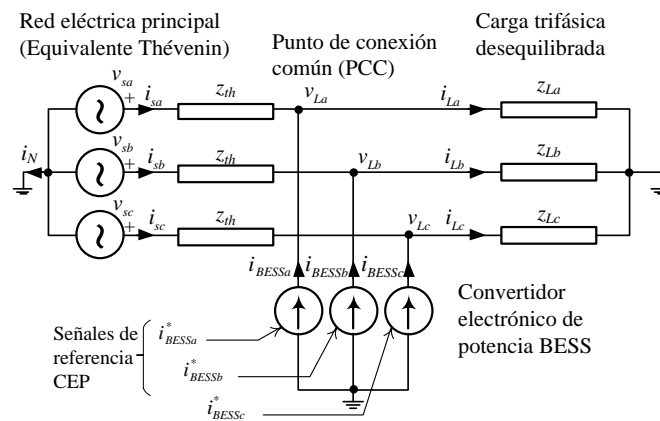 Red eléctrica principal
(Equivalente Thévenin)
Punto de conexión
común (PCC)
Carga trifásica
desequilibrada
v_sa
+
i_sa
z_th
v_La
i_La
z_La
i_N
v_sb
+
i_sb
z_th
v_Lb
i_Lb
z_Lb
v_sc
+
i_sc
z_th
v_Lc
i_Lc
z_Lc
i_BESSa
i_BESSb
i_BESSc
Convertidor
electrónico de
potencia BESS
Señales de
referencia
CEP
i*_BESSa
i*_BESSb
i*_BESSc